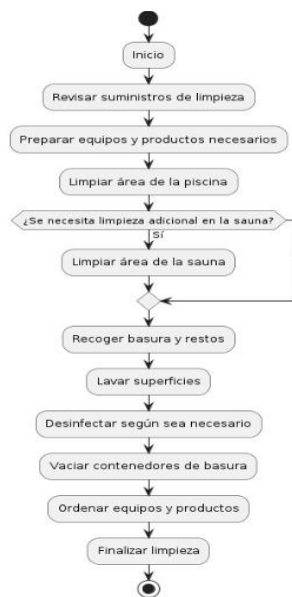 Inicio
Revisar suministros de limpieza
Preparar equipos y productos necesarios
Limpiar área de la piscina
¿Se necesita limpieza adicional en la sauna?
Sí
Limpiar área de la sauna
Recoger basura y restos
Lavar superficies
Desinfectar según sea necesario
Vaciar contenedores de basura
Ordenar equipos y productos
Finalizar limpieza